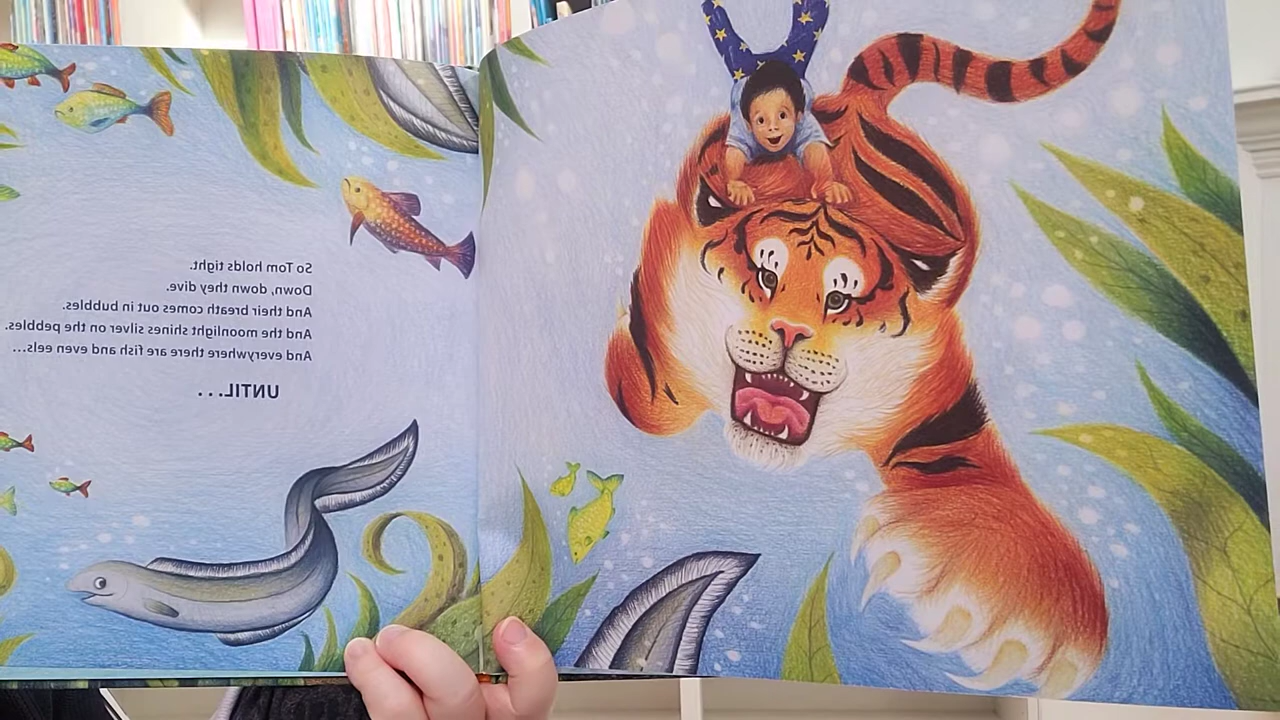 So Tom holds tight.
Down, down they dive.
And their breath comes out in bubbles.
And the moonlight shines silver on the pebbles.
And everywhere there are fish and even eels...
UNTIL...